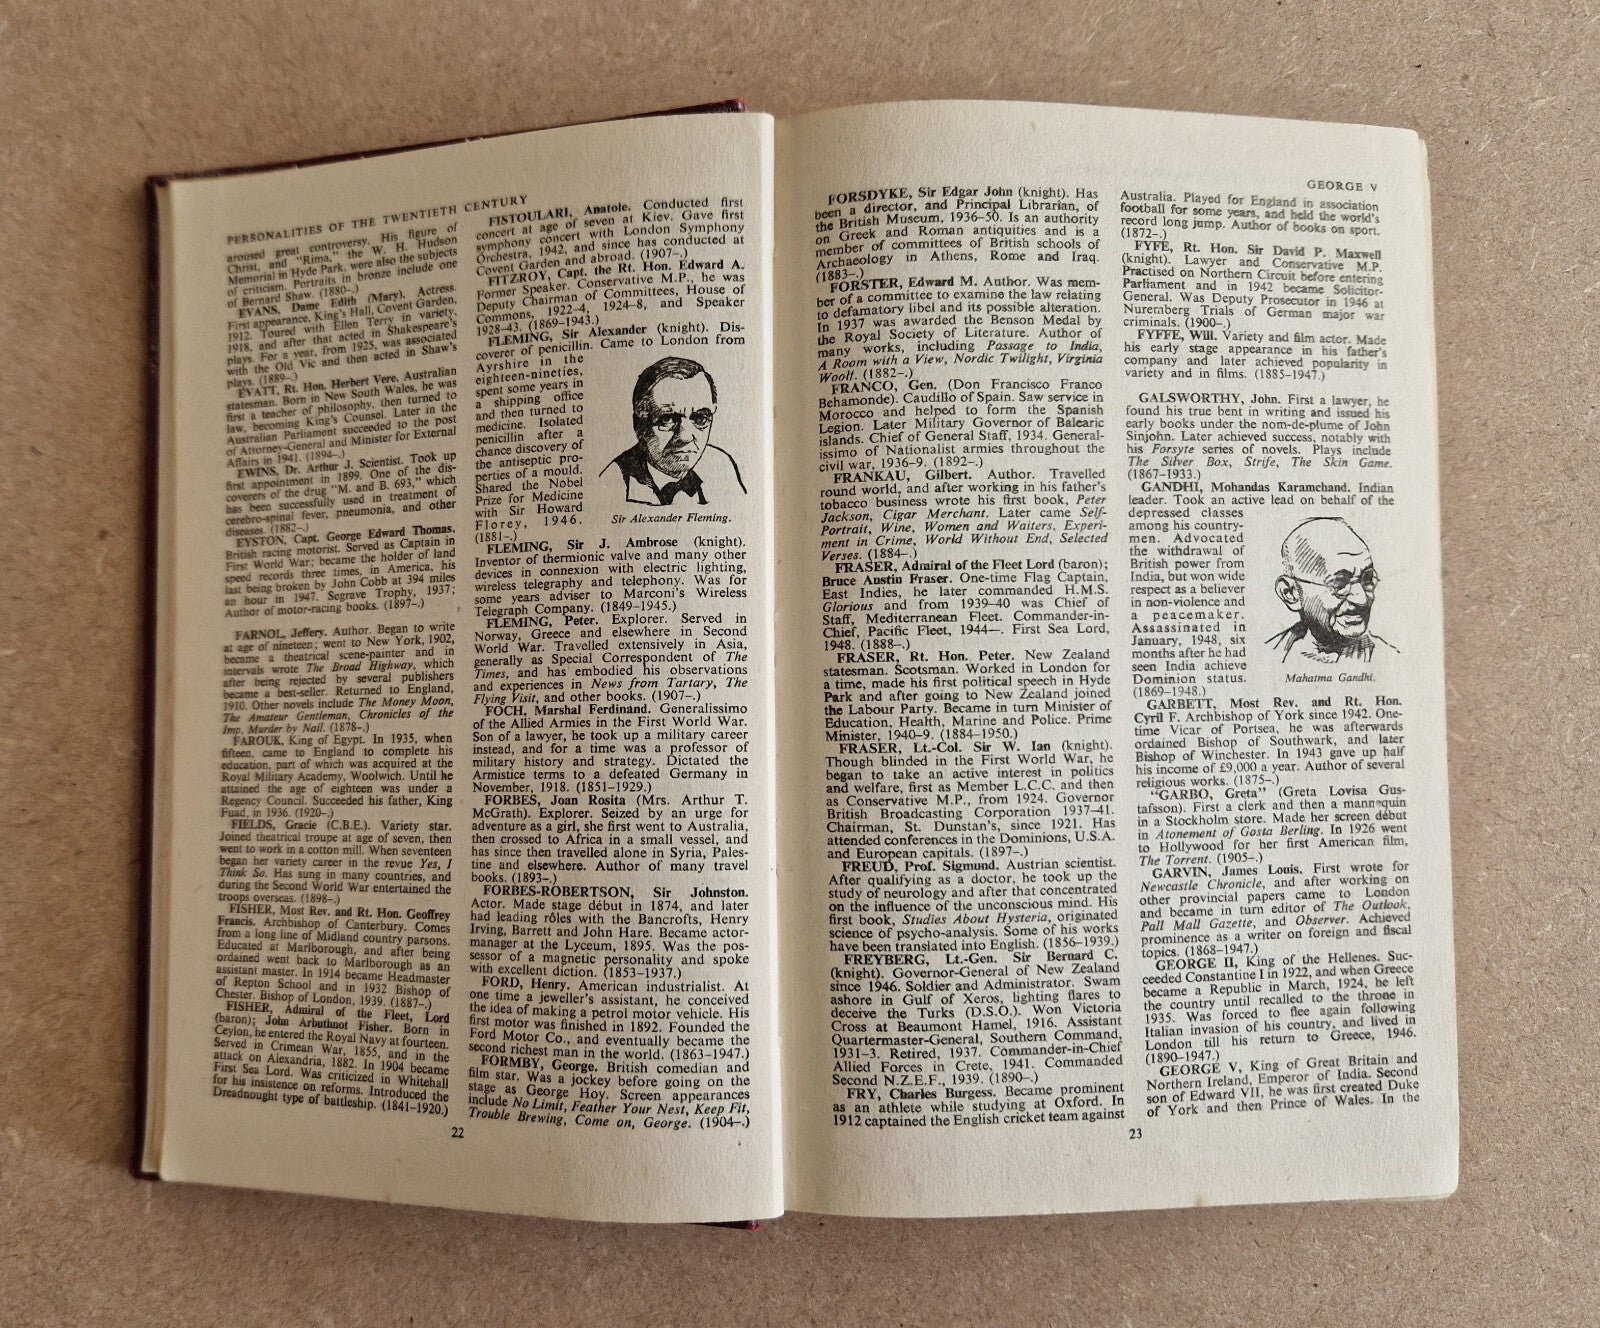 PERSONALITIES OF THE TWENTIETH CENTURY
aroused great controversy. His figure of
Christ, and "Rima," the W. H. Hudson
Memorial in Hyde Park, were also the subjects
of criticism. Portraits in bronze include one
of Bernard Shaw. (1880–.)
EVANS, Dame Edith (Mary). Actress.
First appearance, King's Hall, Covent Garden,
1912. Toured with Ellen Terry in variety,
1918, and after that acted in Shakespeare's
plays. For a year, from 1925, was associated
with the Old Vic and then acted in Shaw's
plays. (1889–.)
EVATT, Rt. Hon. Herbert Vere. Australian
statesman. Born in New South Wales, he was
first a teacher of philosophy, then turned to
law, becoming King's Counsel. Later in the
Australian Parliament succeeded to the post
of Attorney-General and Minister for External
Affairs in 1941. (1894–.)
EWINS, Dr. Arthur J. Scientist. Took up
first appointment in 1899. One of the dis-
coverers of the drug "M. and B. 693," which
has been successfully used in treatment of
cerebro-spinal fever, pneumonia, and other
diseases. (1882–.)
EYSTON, Capt. George Edward Thomas.
British racing motorist. Served as Captain in
First World War; became the holder of land
speed records three times, in America, his
last being broken by John Cobb at 394 miles
an hour in 1947. Segrave Trophy, 1937;
Author of motor-racing books. (1897–.)
FARNOL, Jeffery. Author. Began to write
at age of nineteen; went to New York, 1902,
became a theatrical scene-painter and in
intervals wrote The Broad Highway, which
after being rejected by several publishers
became a best-seller. Returned to England,
1910. Other novels include The Money Moon,
The Amateur Gentleman, Chronicles of the
Imp, Murder by Nail. (1878–.)
FAROUK, King of Egypt. In 1935, when
fifteen, came to England to complete his
education, part of which was acquired at the
Royal Military Academy, Woolwich. Until he
attained the age of eighteen was under a
Regency Council. Succeeded his father, King
Fuad, in 1936. (1920–.)
FIELDS, Gracie (C.B.E.). Variety star.
Joined theatrical troupe at age of seven, then
went to work in a cotton mill. When seventeen
began her variety career in the revue Yes, I
Think So. Has sung in many countries, and
during the Second World War entertained the
troops overseas. (1898–.)
FISHER, Most Rev. and Rt. Hon. Geoffrey
Francis. Archbishop of Canterbury. Comes
from a long line of Midland country parsons.
Educated at Marlborough, and after being
ordained went back to Marlborough as an
assistant master. In 1914 became Headmaster
of Repton School and in 1932 Bishop of
Chester. Bishop of London, 1939. (1887–.)
FISHER, Admiral of the Fleet, Lord
(baron); John Arbuthnot Fisher. Born in
Ceylon, he entered the Royal Navy at fourteen.
Served in Crimean War, 1855, and in the
attack on Alexandria, 1882. In 1904 became
First Sea Lord. Was criticized in Whitehall
for his insistence on reforms. Introduced the
Dreadnought type of battleship. (1841–1920.)
FISTOULARI, Anatole. Conducted first
concert at age of seven at Kiev. Gave first
symphony concert with London Symphony
Orchestra, 1942, and since has conducted at
Covent Garden and abroad. (1907–.)
FITZROY, Capt. the Rt. Hon. Edward A.
Former Speaker. Conservative M.P., he was
Deputy Chairman of Committees, House of
Commons, 1922–4, 1924–8, and Speaker
1928-43. (1869–1943.)
FLEMING, Sir Alexander (knight). Dis-
coverer of penicillin. Came to London from
Ayrshire in the
eighteen-nineties,
spent some years in
a shipping office
and then turned to
medicine. Isolated
penicillin after a
chance discovery of
the antiseptic pro-
perties of a mould.
Shared the Nobel
Prize for Medicine
with Sir Howard
Florey, 1946.
(1881–.)
Sir Alexander Fleming.
FLEMING, Sir J. Ambrose (knight).
Inventor of thermionic valve and many other
devices in connexion with electric lighting,
wireless telegraphy and telephony. Was for
some years adviser to Marconi's Wireless
Telegraph Company. (1849–1945.)
FLEMING, Peter. Explorer. Served in
Norway, Greece and elsewhere in Second
World War. Travelled extensively in Asia,
generally as Special Correspondent of The
Times, and has embodied his observations
and experiences in News from Tartary, The
Flying Visit, and other books. (1907–.)
FOCH, Marshal Ferdinand. Generalissimo
of the Allied Armies in the First World War.
Son of a lawyer, he took up a military career
instead, and for a time was a professor of
military history and strategy. Dictated the
Armistice terms to a defeated Germany in
November, 1918. (1851–1929.)
FORBES, Joan Rosita (Mrs. Arthur T.
McGrath). Explorer. Seized by an urge for
adventure as a girl, she first went to Australia,
then crossed to Africa in a small vessel, and
has since then travelled alone in Syria, Pales-
tine and elsewhere. Author of many travel
books. (1893–.)
FORBES-ROBERTSON, Sir Johnston.
Actor. Made stage début in 1874, and later
had leading rôles with the Bancrofts, Henry
Irving, Barrett and John Hare. Became actor-
manager at the Lyceum, 1895. Was the pos-
sessor of a magnetic personality and spoke
with excellent diction. (1853–1937.)
FORD, Henry. American industrialist. At
one time a jeweller's assistant, he conceived
the idea of making a petrol motor vehicle. His
first motor was finished in 1892. Founded the
Ford Motor Co., and eventually became the
second richest man in the world. (1863–1947.)
FORMBY, George. British comedian and
film star. Was a jockey before going on the
stage as George Hoy. Screen appearances
include No Limit, Feather Your Nest, Keep Fit,
Trouble Brewing, Come on, George. (1904–.)
22
GEORGE V
FORSDYKE, Sir Edgar John (knight). Has
been a director, and Principal Librarian, of
the British Museum, 1936–50. Is an authority
on Greek and Roman antiquities and is a
member of committees of British schools of
Archaeology in Athens, Rome and Iraq.
(1883–.)
FORSTER, Edward M. Author. Was mem-
ber of a committee to examine the law relating
to defamatory libel and its possible alteration.
In 1937 was awarded the Benson Medal by
the Royal Society of Literature. Author of
many works, including Passage to India,
A Room with a View, Nordic Twilight, Virginia
Woolf. (1882–.)
FRANCO, Gen. (Don Francisco Franco
Behamonde). Caudillo of Spain. Saw service in
Morocco and helped to form the Spanish
Legion. Later Military Governor of Balearic
islands. Chief of General Staff, 1934. General-
issimo of Nationalist armies throughout the
civil war, 1936–9. (1892–.)
FRANKAU, Gilbert. Author. Travelled
round world, and after working in his father's
tobacco business wrote his first book, Peter
Jackson, Cigar Merchant. Later came Self-
Portrait, Wine, Women and Waiters, Experi-
ment in Crime, World Without End, Selected
Verses. (1884–.)
FRASER, Admiral of the Fleet Lord (baron);
Bruce Austin Fraser. One-time Flag Captain,
East Indies, he later commanded H.M.S.
Glorious and from 1939–40 was Chief of
Staff, Mediterranean Fleet. Commander-in-
Chief, Pacific Fleet, 1944—. First Sea Lord,
1948. (1888–.)
FRASER, Rt. Hon. Peter. New Zealand
statesman. Scotsman. Worked in London for
a time, made his first political speech in Hyde
Park and after going to New Zealand joined
the Labour Party. Became in turn Minister of
Education, Health, Marine and Police. Prime
Minister, 1940–9. (1884–1950.)
FRASER, Lt.-Col. Sir W. Ian (knight).
Though blinded in the First World War, he
began to take an active interest in politics
and welfare, first as Member L.C.C. and then
as Conservative M.P., from 1924. Governor
British Broadcasting Corporation 1937–41.
Chairman, St. Dunstan's, since 1921. Has
attended conferences in the Dominions, U.S.A.
and European capitals. (1897–.)
FREUD, Prof. Sigmund. Austrian scientist.
After qualifying as a doctor, he took up the
study of neurology and after that concentrated
on the influence of the unconscious mind. His
first book, Studies About Hysteria, originated
science of psycho-analysis. Some of his works
have been translated into English. (1856–1939.)
FREYBERG, Lt.-Gen. Sir Bernard C.
(knight). Governor-General of New Zealand
since 1946. Soldier and Administrator. Swam
ashore in Gulf of Xeros, lighting flares to
deceive the Turks (D.S.O.). Won Victoria
Cross at Beaumont Hamel, 1916. Assistant
Quartermaster-General, Southern Command,
1931–3. Retired, 1937. Commander-in-Chief
Allied Forces in Crete, 1941. Commanded
Second N.Z.E.F., 1939. (1890–.)
FRY, Charles Burgess. Became prominent
as an athlete while studying at Oxford. In
1912 captained the English cricket team against
Australia. Played for England in association
football for some years, and held the world's
record long jump. Author of books on sport.
(1872–.)
FYFE, Rt. Hon. Sir David P. Maxwell
(knight). Lawyer and Conservative M.P.
Practised on Northern Circuit before entering
Parliament and in 1942 became Solicitor-
General. Was Deputy Prosecutor in 1946 at
Nuremberg Trials of German major war
criminals. (1900–.)
FYFFE, Will. Variety and film actor. Made
his early stage appearance in his father's
company and later achieved popularity in
variety and in films. (1885–1947.)
GALSWORTHY, John. First a lawyer, he
found his true bent in writing and issued his
early books under the nom-de-plume of John
Sinjohn. Later achieved success, notably with
his Forsyte series of novels. Plays include
The Silver Box, Strife, The Skin Game.
(1867–1933.)
GANDHI, Mohandas Karamchand. Indian
leader. Took an active lead on behalf of the
depressed classes
among his country-
men. Advocated
the withdrawal of
British power from
India, but won wide
respect as a believer
in non-violence and
a peacemaker.
Assassinated in
January, 1948, six
months after he had
seen India achieve
Dominion status.
(1869–1948.)
Mahatma Gandhi.
GARBETT, Most Rev. and Rt. Hon.
Cyril F. Archbishop of York since 1942. One-
time Vicar of Portsea, he was afterwards
ordained Bishop of Southwark, and later
Bishop of Winchester. In 1943 gave up half
his income of £9,000 a year. Author of several
religious works. (1875–.)
"GARBO, Greta" (Greta Lovisa Gus-
tafsson). First a clerk and then a mannequin
in a Stockholm store. Made her screen début
in Atonement of Gosta Berling. In 1926 went
to Hollywood for her first American film,
The Torrent. (1905–.)
GARVIN, James Louis. First wrote for
Newcastle Chronicle, and after working on
other provincial papers came to London
and became in turn editor of The Outlook,
Pall Mall Gazette, and Observer. Achieved
prominence as a writer on foreign and fiscal
topics. (1868–1947.)
GEORGE II, King of the Hellenes. Suc-
ceeded Constantine I in 1922, and when Greece
became a Republic in March, 1924, he left
the country until recalled to the throne in
1935. Was forced to flee again following
Italian invasion of his country, and lived in
London till his return to Greece, 1946.
(1890–1947.)
GEORGE V, King of Great Britain and
Northern Ireland, Emperor of India. Second
son of Edward VII, he was first created Duke
of York and then Prince of Wales. In the
23